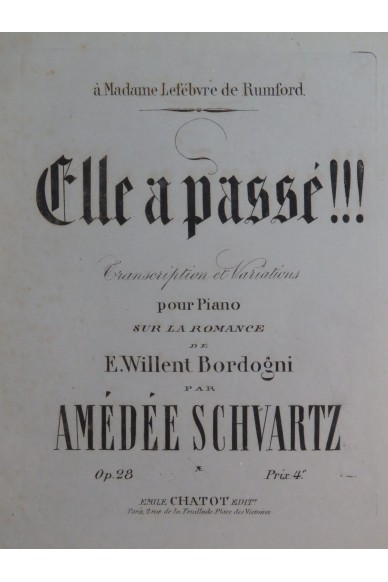 à Madame Lefébvre de Rumford.
Elle a passé!!!
Transcription et Variations
pour Piano
SUR LA ROMANCE
DE
E. Willent Bordogni
PAR
AMÉDÉE SCHVARTZ
Op. 28 Prix 4f
EMILE CHATOT EDITr
Paris, 2 rue de la Feuillade Place des Victoires